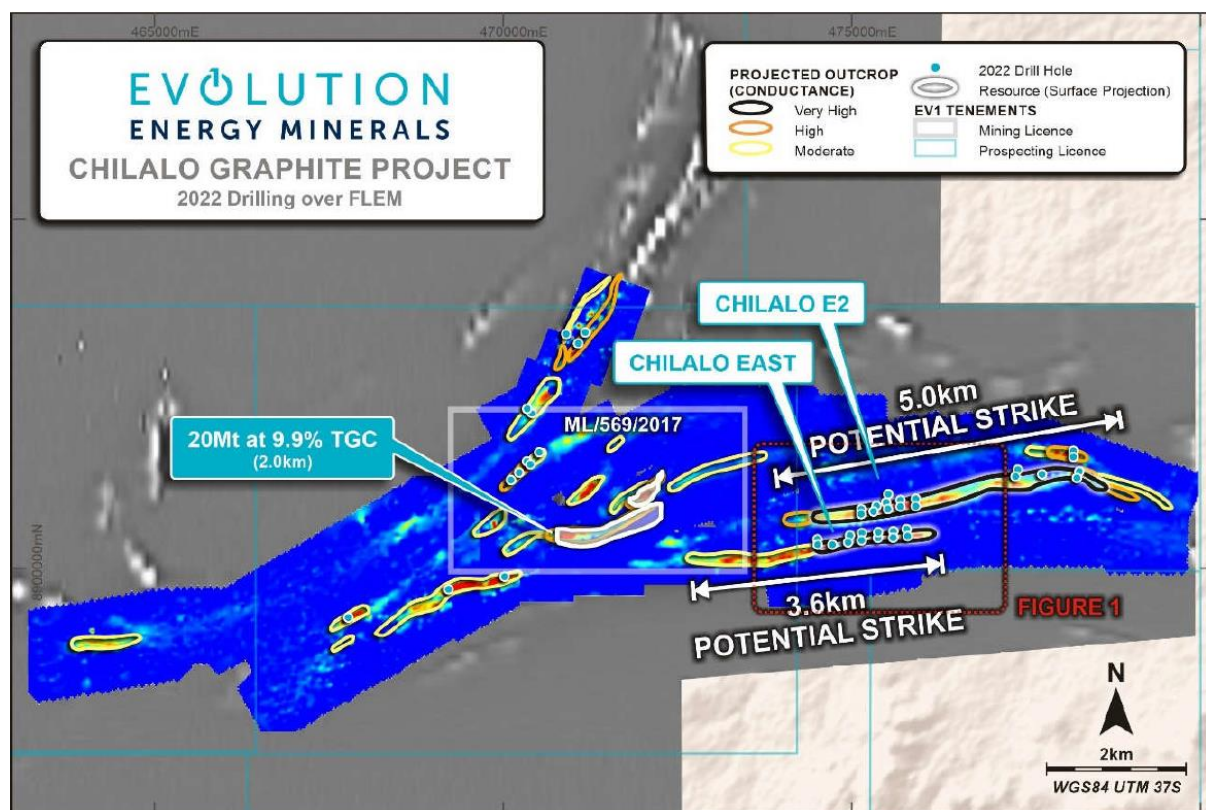 465000mE
470000mE
475000mE
EVOLUTION
ENERGY MINERALS
CHILALO GRAPHITE PROJECT
2022 Drilling over FLEM
PROJECTED OUTCROP
(CONDUCTANCE)
Very High
High
Moderate
2022 Drill Hole
Resource (Surface Projection)
EV1 TENEMENTS
Mining Licence
Prospecting Licence
CHILALO E2
CHILALO EAST
5.0km
POTENTIAL STRIKE
ML/569/2017
20Mt at 9.9% TGC
(2.0km)
8900000mN
3.6km
POTENTIAL STRIKE
FIGURE 1
N
2km
WGS84 UTM 37S